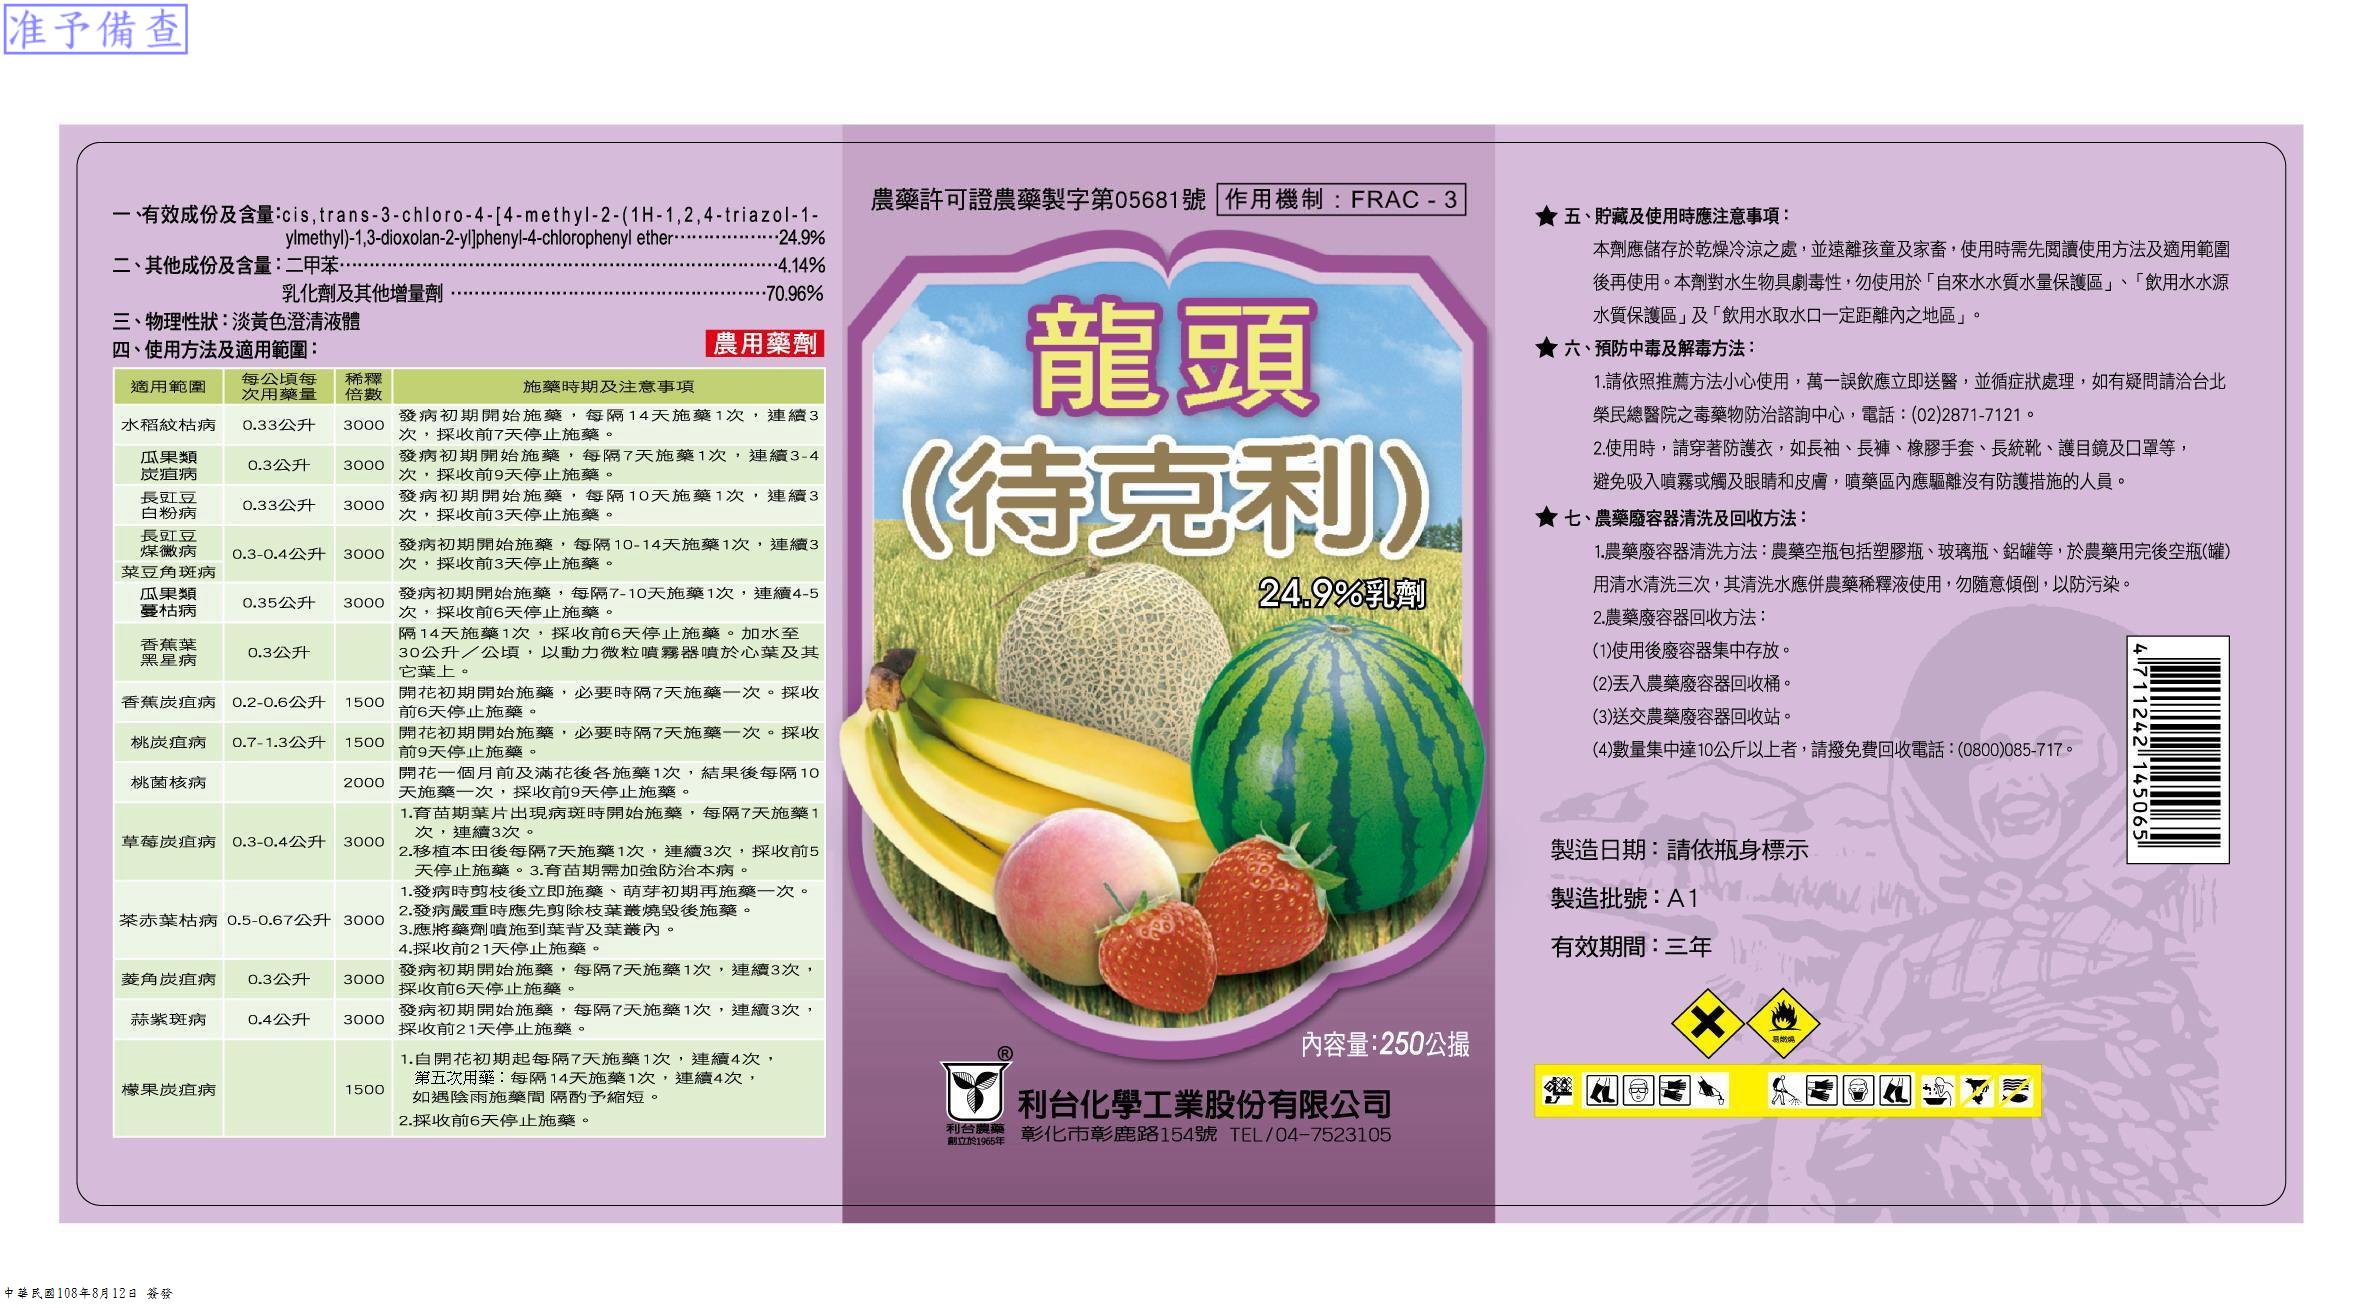 准予備查
一、有效成份及含量：cis,trans-3-chloro-4-[4-methyl-2-(1H-1,2,4-triazol-1-
ylmethyl)-1,3-dioxolan-2-yl]phenyl-4-chlorophenyl ether………………24.9%
二、其他成份及含量：二甲苯………………………………………………………………4.14%
乳化劑及其他增量劑 ………………………………………………70.96%
三、物理性狀：淡黃色澄清液體
四、使用方法及適用範圍：
農用藥劑
適用範圍 每公頃每次用藥量 稀釋倍數 施藥時期及注意事項
水稻紋枯病 0.33公升 3000 發病初期開始施藥，每隔14天施藥1次，連續3
次，採收前7天停止施藥。
瓜果類
炭疽病 0.3公升 3000 發病初期開始施藥，每隔7天施藥1次，連續3-4
次，採收前9天停止施藥。
長豇豆
白粉病 0.33公升 3000 發病初期開始施藥，每隔10天施藥1次，連續3
次，採收前3天停止施藥。
長豇豆
煤黴病
菜豆角斑病 0.3-0.4公升 3000 發病初期開始施藥，每隔10-14天施藥1次，連續3
次，採收前3天停止施藥。
瓜果類
蔓枯病 0.35公升 3000 發病初期開始施藥，每隔7-10天施藥1次，連續4-5
次，採收前6天停止施藥。
香蕉葉
黑星病 0.3公升 隔14天施藥1次，採收前6天停止施藥。加水至
30公升／公頃，以動力微粒噴霧器噴於心葉及其
它葉上。
香蕉炭疽病 0.2-0.6公升 1500 開花初期開始施藥，必要時隔7天施藥一次。採收
前6天停止施藥。
桃炭疽病 0.7-1.3公升 1500 開花初期開始施藥，必要時隔7天施藥一次。採收
前9天停止施藥。
桃菌核病 2000 開花一個月前及滿花後各施藥1次，結果後每隔10
天施藥一次，採收前9天停止施藥。
草莓炭疽病 0.3-0.4公升 3000 1.育苗期葉片出現病斑時開始施藥，每隔7天施藥1
次，連續3次。
2.移植本田後每隔7天施藥1次，連續3次，採收前5
天停止施藥。3.育苗期需加強防治本病。
茶赤葉枯病 0.5-0.67公升 3000 1.發病時剪枝後立即施藥、萌芽初期再施藥一次。
2.發病嚴重時應先剪除枝葉叢燒毀後施藥。
3.應將藥劑噴施到葉背及葉叢內。
4.採收前21天停止施藥。
菱角炭疽病 0.3公升 3000 發病初期開始施藥，每隔7天施藥1次，連續3次，
採收前6天停止施藥。
蒜紫斑病 0.4公升 3000 發病初期開始施藥，每隔7天施藥1次，連續3次，
採收前21天停止施藥。
檬果炭疽病 1500 1.自開花初期起每隔7天施藥1次，連續4次，
第五次用藥：每隔14天施藥1次，連續4次，
如遇陰雨施藥間 隔酌予縮短。
2.採收前6天停止施藥。
農藥許可證農藥製字第05681號 作用機制：FRAC - 3
龍頭
(待克利)
24.9%乳劑
內容量：250公撮
®
利台農藥
創立於1965年
利台化學工業股份有限公司
彰化市彰鹿路154號 TEL/04-7523105
★ 五、貯藏及使用時應注意事項：
本劑應儲存於乾燥冷涼之處，並遠離孩童及家畜，使用時需先閱讀使用方法及適用範圍
後再使用。本劑對水生物具劇毒性，勿使用於「自來水水質水量保護區」、「飲用水水源
水質保護區」及「飲用水取水口一定距離內之地區」。
★ 六、預防中毒及解毒方法：
1.請依照推薦方法小心使用，萬一誤飲應立即送醫，並循症狀處理，如有疑問請洽台北
榮民總醫院之毒藥物防治諮詢中心，電話：(02)2871-7121。
2.使用時，請穿著防護衣，如長袖、長褲、橡膠手套、長統靴、護目鏡及口罩等，
避免吸入噴霧或觸及眼睛和皮膚，噴藥區內應驅離沒有防護措施的人員。
★ 七、農藥廢容器清洗及回收方法：
1.農藥廢容器清洗方法：農藥空瓶包括塑膠瓶、玻璃瓶、鋁罐等，於農藥用完後空瓶(罐)
用清水清洗三次，其清洗水應併農藥稀釋液使用，勿隨意傾倒，以防污染。
2.農藥廢容器回收方法：
(1)使用後廢容器集中存放。
(2)丟入農藥廢容器回收桶。
(3)送交農藥廢容器回收站。
(4)數量集中達10公斤以上者，請撥免費回收電話：(0800)085-717。
4 711242 145065
製造日期：請依瓶身標示
製造批號：A1
有效期間：三年
易燃燒
中華民國108年8月12日 簽發